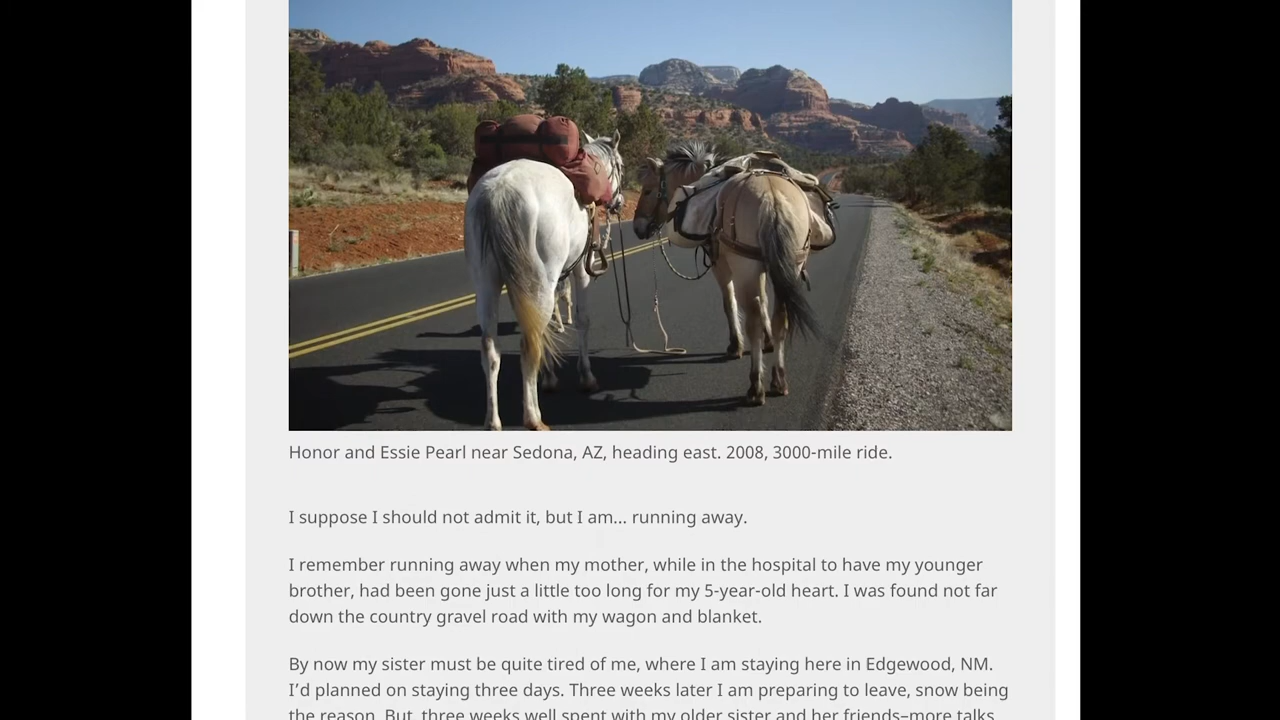 Honor and Essie Pearl near Sedona, AZ, heading east. 2008, 3000-mile ride.
I suppose I should not admit it, but I am... running away.
I remember running away when my mother, while in the hospital to have my younger
brother, had been gone just a little too long for my 5-year-old heart. I was found not far
down the country gravel road with my wagon and blanket.
By now my sister must be quite tired of me, where I am staying here in Edgewood, NM.
I’d planned on staying three days. Three weeks later I am preparing to leave, snow being
the reason. But, three weeks well spent with my older sister and her friends–more talks